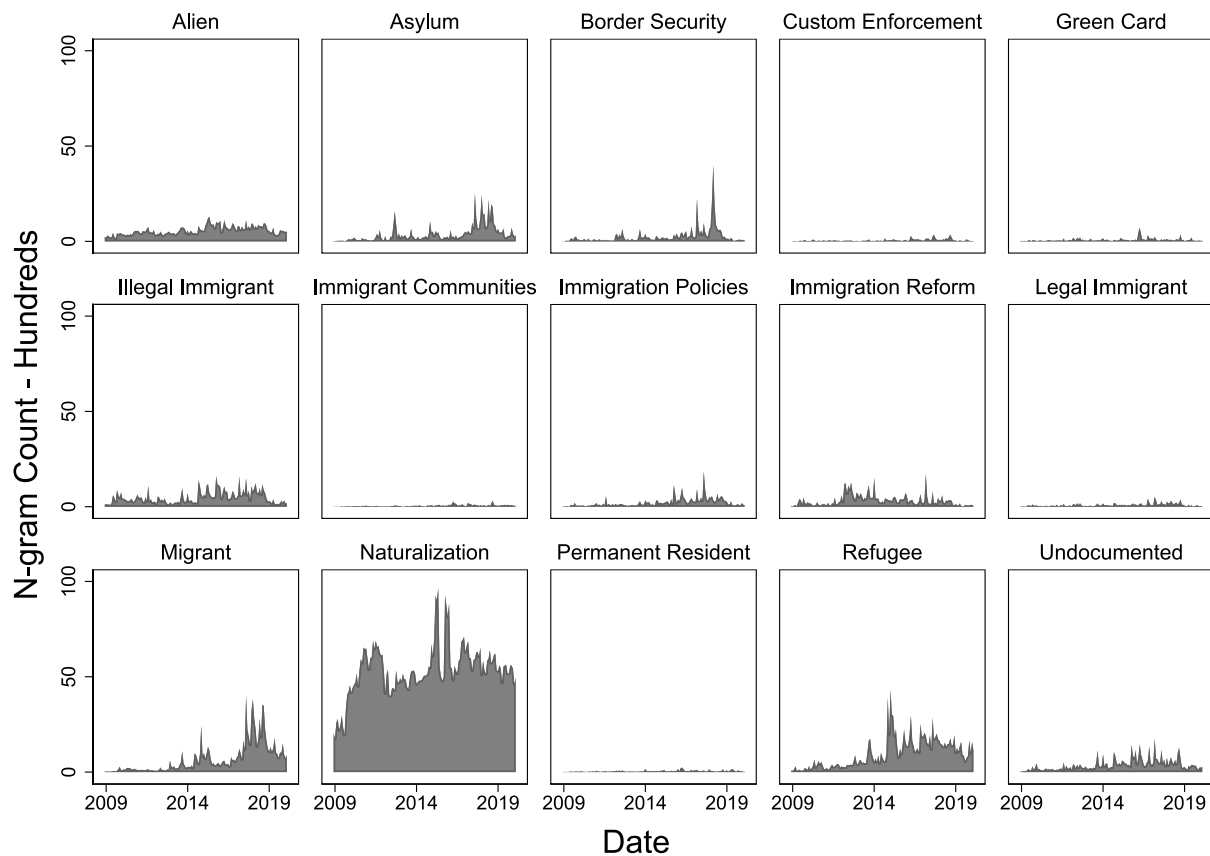 Alien Asylum Border Security Custom Enforcement Green Card
100
50
0
Illegal Immigrant Immigrant Communities Immigration Policies Immigration Reform Legal Immigrant
100
50
0
N-gram Count - Hundreds
Migrant Naturalization Permanent Resident Refugee Undocumented
100
50
0
2009 2014 2019 2009 2014 2019 2009 2014 2019 2009 2014 2019 2009 2014 2019
Date